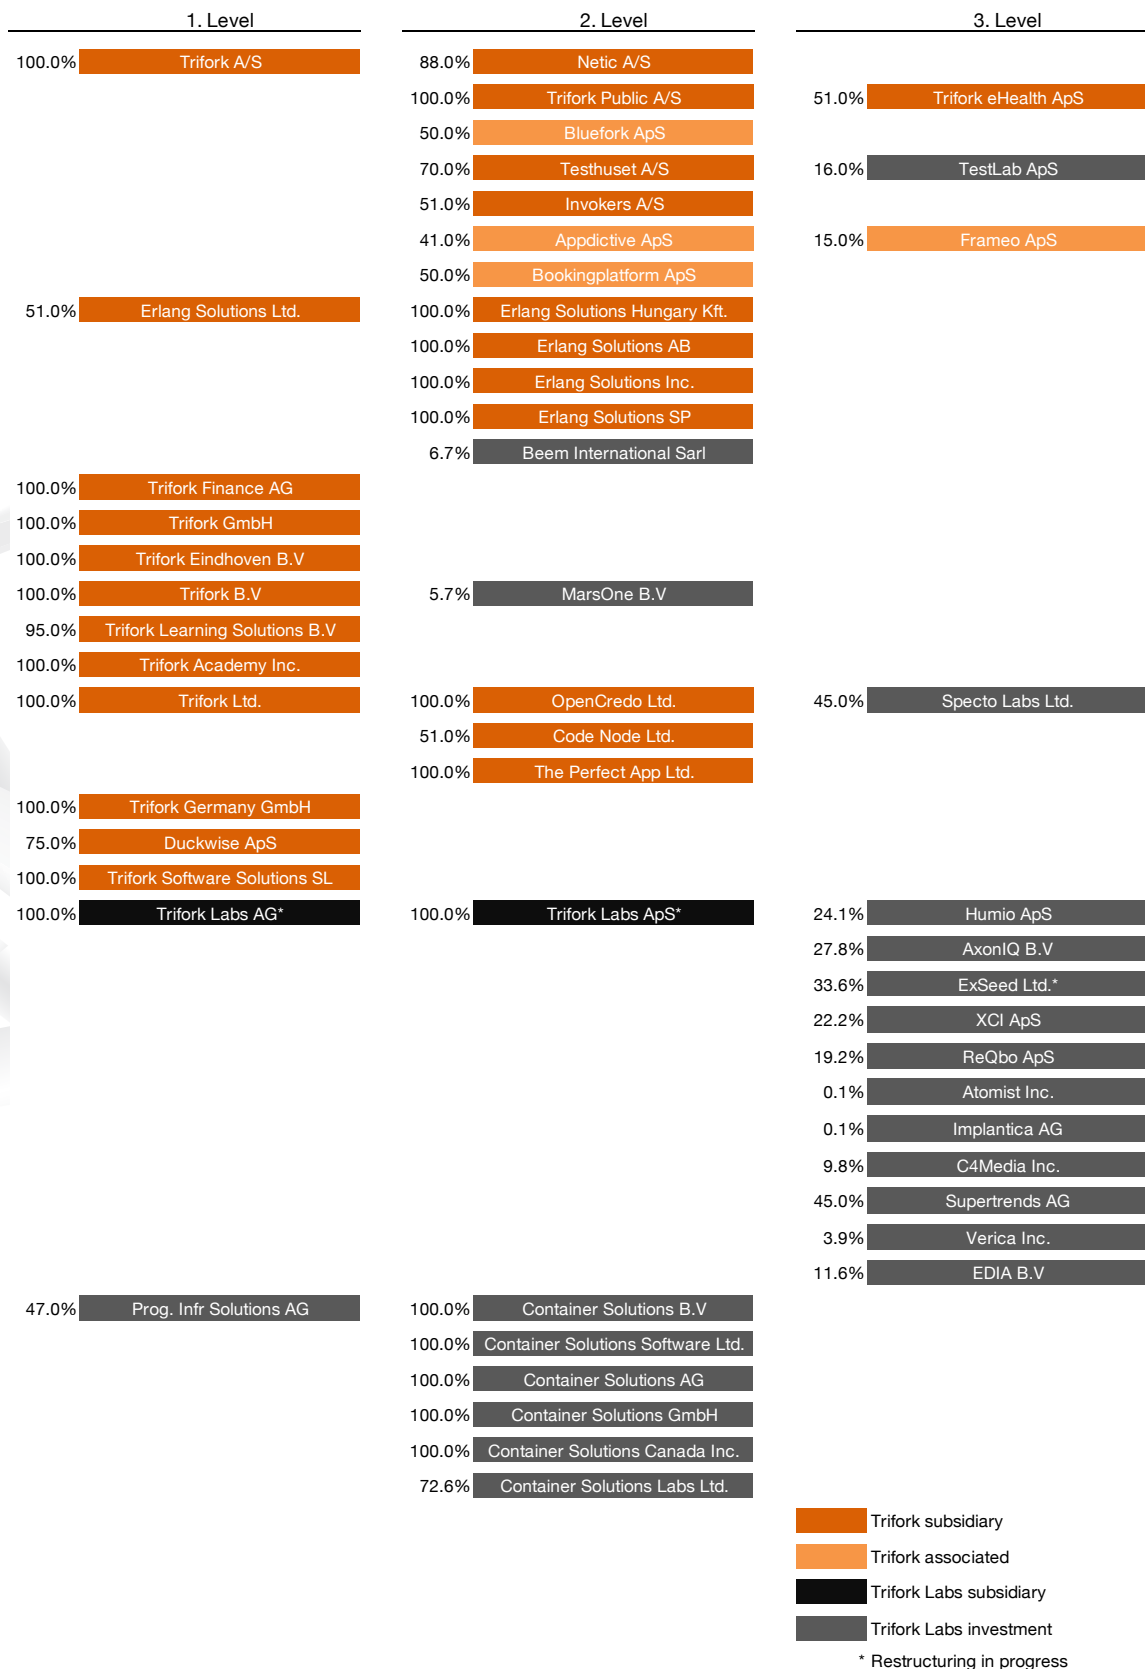 1. Level 2. Level 3. Level
100.0% Trifork A/S 88.0% Netic A/S
100.0% Trifork Public A/S 51.0% Trifork eHealth ApS
50.0% Bluefork ApS
70.0% Testhuset A/S 16.0% TestLab ApS
51.0% Invokers A/S
41.0% Appdictive ApS 15.0% Frameo ApS
50.0% Bookingplatform ApS
51.0% Erlang Solutions Ltd. 100.0% Erlang Solutions Hungary Kft.
100.0% Erlang Solutions AB
100.0% Erlang Solutions Inc.
100.0% Erlang Solutions SP
6.7% Beem International Sarl
100.0% Trifork Finance AG
100.0% Trifork GmbH
100.0% Trifork Eindhoven B.V
100.0% Trifork B.V 5.7% MarsOne B.V
95.0% Trifork Learning Solutions B.V
100.0% Trifork Academy Inc.
100.0% Trifork Ltd. 100.0% OpenCredo Ltd. 45.0% Specto Labs Ltd.
51.0% Code Node Ltd.
100.0% The Perfect App Ltd.
100.0% Trifork Germany GmbH
75.0% Duckwise ApS
100.0% Trifork Software Solutions SL
100.0% Trifork Labs AG* 100.0% Trifork Labs ApS* 24.1% Humio ApS
27.8% AxonIQ B.V
33.6% ExSeed Ltd.*
22.2% XCI ApS
19.2% ReQbo ApS
0.1% Atomist Inc.
0.1% Implantica AG
9.8% C4Media Inc.
45.0% Supertrends AG
3.9% Verica Inc.
11.6% EDIA B.V
47.0% Prog. Infr Solutions AG 100.0% Container Solutions B.V
100.0% Container Solutions Software Ltd.
100.0% Container Solutions AG
100.0% Container Solutions GmbH
100.0% Container Solutions Canada Inc.
72.6% Container Solutions Labs Ltd.
Trifork subsidiary
Trifork associated
Trifork Labs subsidiary
Trifork Labs investment
* Restructuring in progress